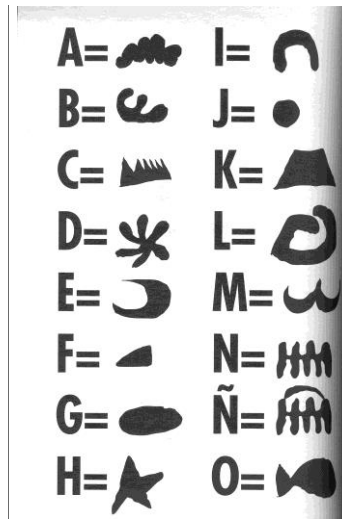 A=
I=
B=
J=
C=
K=
D=
L=
E=
M=
F=
N=
G=
Ñ=
H=
O=